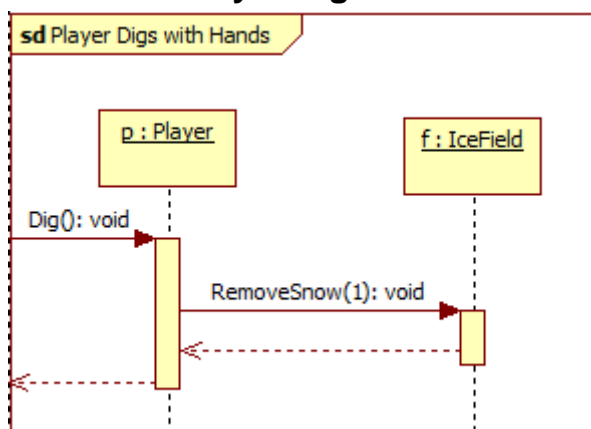 sd Player Digs with Hands
p : Player
f : IceField
Dig(): void
RemoveSnow(1): void